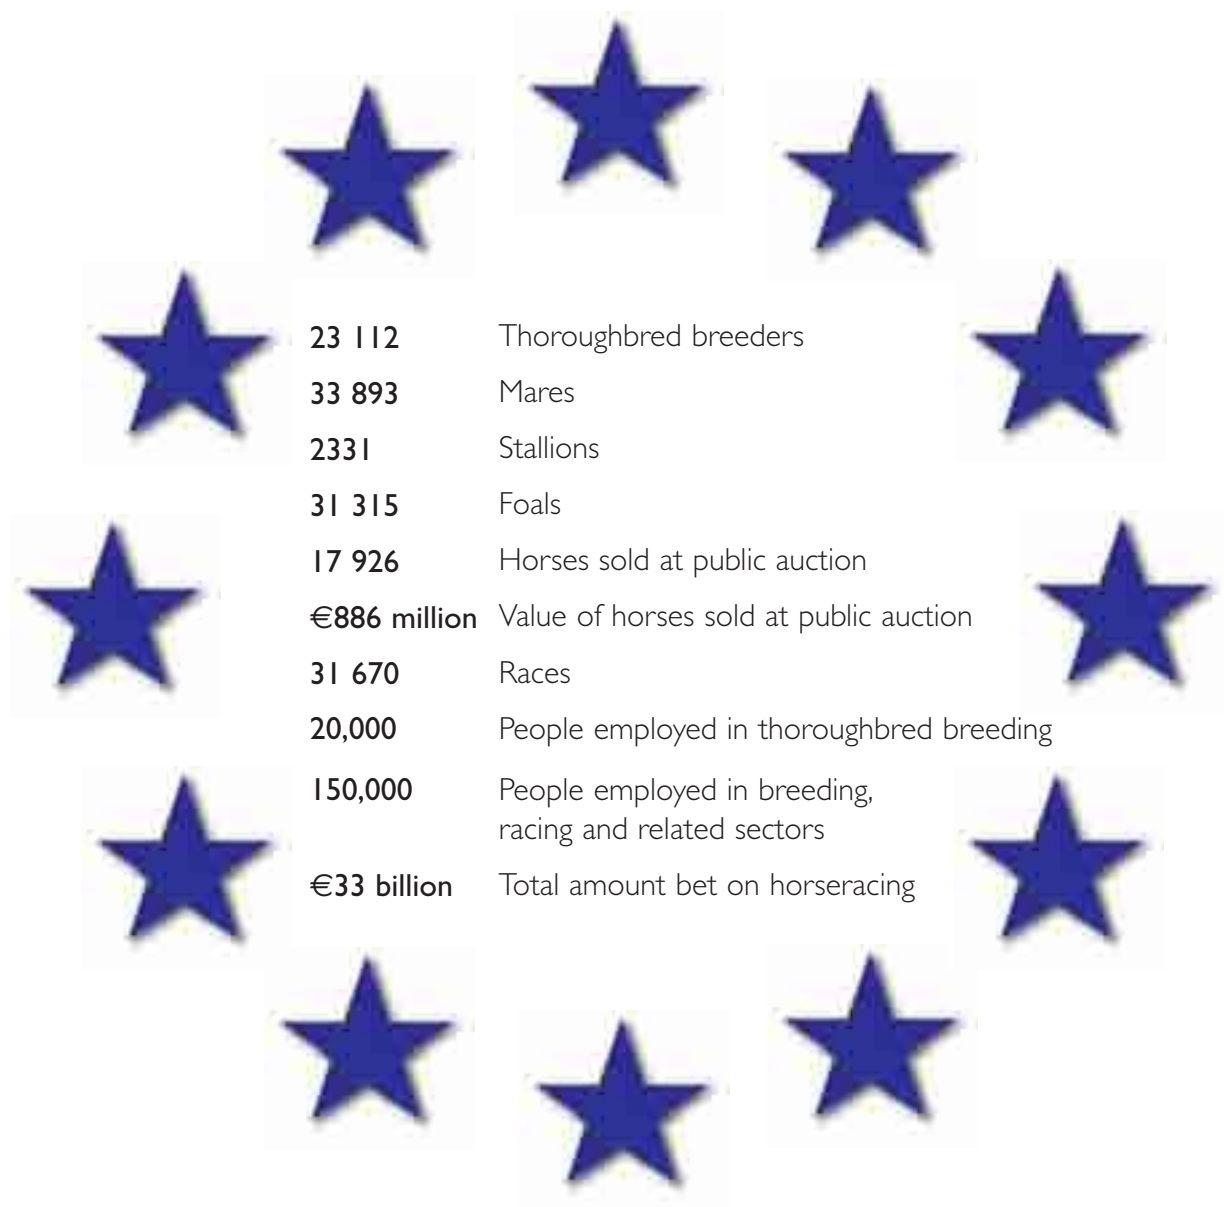 23 112 Thoroughbred breeders
33 893 Mares
2331 Stallions
31 315 Foals
17 926 Horses sold at public auction
€886 million Value of horses sold at public auction
31 670 Races
20,000 People employed in thoroughbred breeding
150,000 People employed in breeding,
racing and related sectors
€33 billion Total amount bet on horseracing